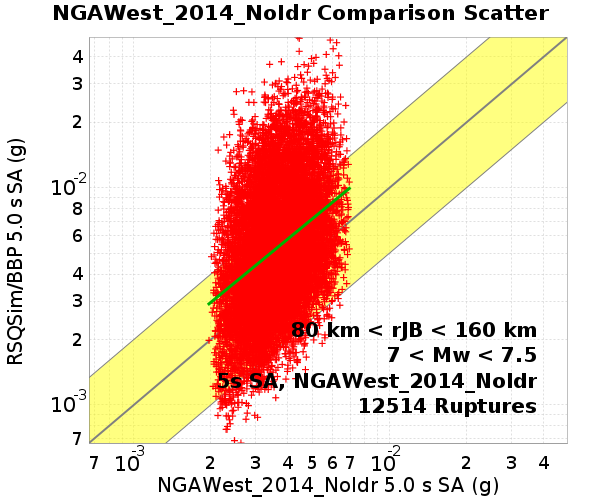 NGAWest_2014_NoIdr Comparison Scatter
RSQSim/BBP 5.0 s SA (g)
4
3
2
10^-2
8
6
4
3
2
10^-3
7
80 km < rJB < 160 km
7 < Mw < 7.5
5s SA, NGAWest_2014_NoIdr
12514 Ruptures
7 10^-3 2 3 4 5 6 7 10^-2 2 3 4
NGAWest_2014_NoIdr 5.0 s SA (g)